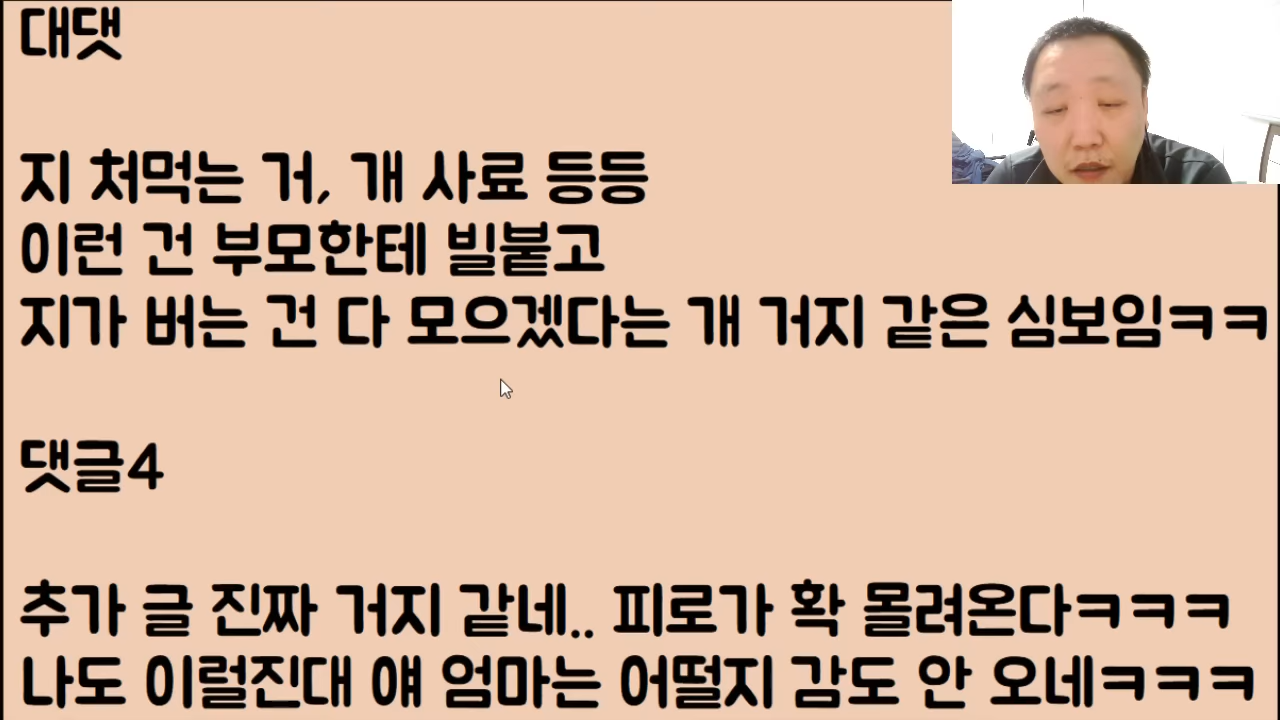 대댓
지 처먹는 거, 개 사료 등등
이런 건 부모한테 빌붙고
지가 버는 건 다 모으겠다는 개 거지 같은 심보임ㅋㅋ
댓글4
추가 글 진짜 거지 같네.. 피로가 확 몰려온다ㅋㅋㅋ
나도 이럴진대 얘 엄마는 어떨지 감도 안 오네ㅋㅋㅋ